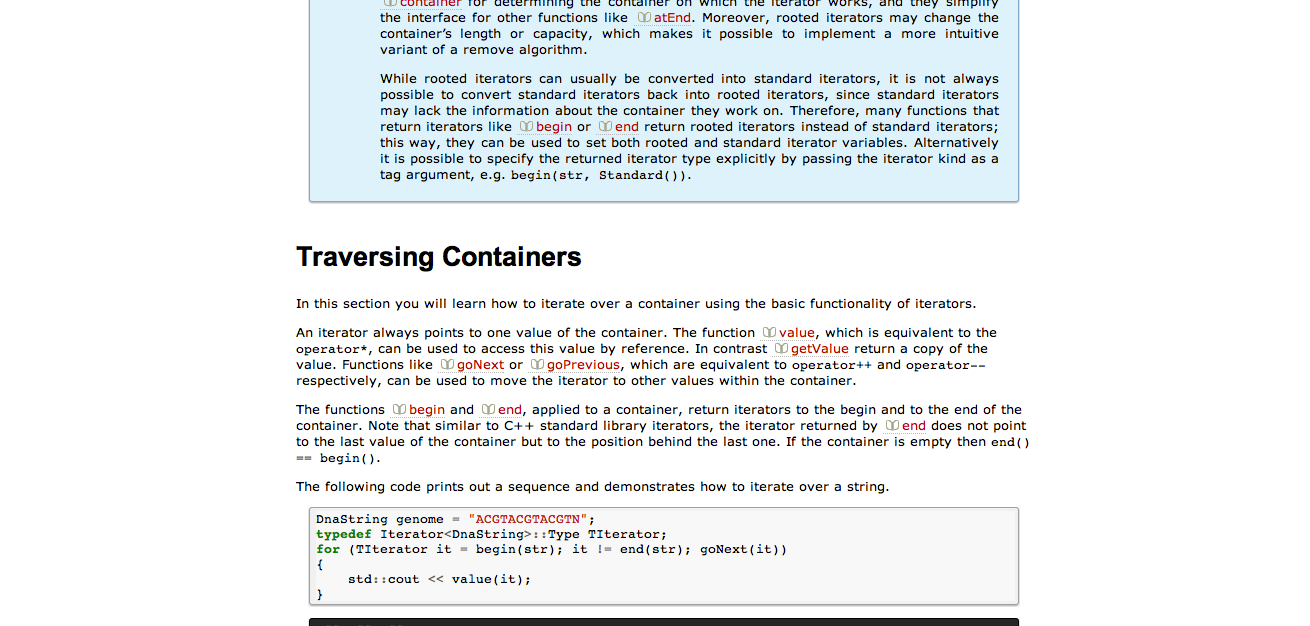 container for determining the container on which the iterator works, and they simplify
the interface for other functions like atEnd. Moreover, rooted iterators may change the
container’s length or capacity, which makes it possible to implement a more intuitive
variant of a remove algorithm.
While rooted iterators can usually be converted into standard iterators, it is not always
possible to convert standard iterators back into rooted iterators, since standard iterators
may lack the information about the container they work on. Therefore, many functions that
return iterators like begin or end return rooted iterators instead of standard iterators;
this way, they can be used to set both rooted and standard iterator variables. Alternatively
it is possible to specify the returned iterator type explicitly by passing the iterator kind as a
tag argument, e.g. begin(str, Standard()).
Traversing Containers
In this section you will learn how to iterate over a container using the basic functionality of iterators.
An iterator always points to one value of the container. The function value, which is equivalent to the
operator*, can be used to access this value by reference. In contrast getValue return a copy of the
value. Functions like goNext or goPrevious, which are equivalent to operator++ and operator--
respectively, can be used to move the iterator to other values within the container.
The functions begin and end, applied to a container, return iterators to the begin and to the end of the
container. Note that similar to C++ standard library iterators, the iterator returned by end does not point
to the last value of the container but to the position behind the last one. If the container is empty then end()
== begin().
The following code prints out a sequence and demonstrates how to iterate over a string.
DnaString genome = "ACGTACGTACGTN";
typedef Iterator<DnaString>::Type TIterator;
for (TIterator it = begin(str); it != end(str); goNext(it))
{
    std::cout << value(it);
}